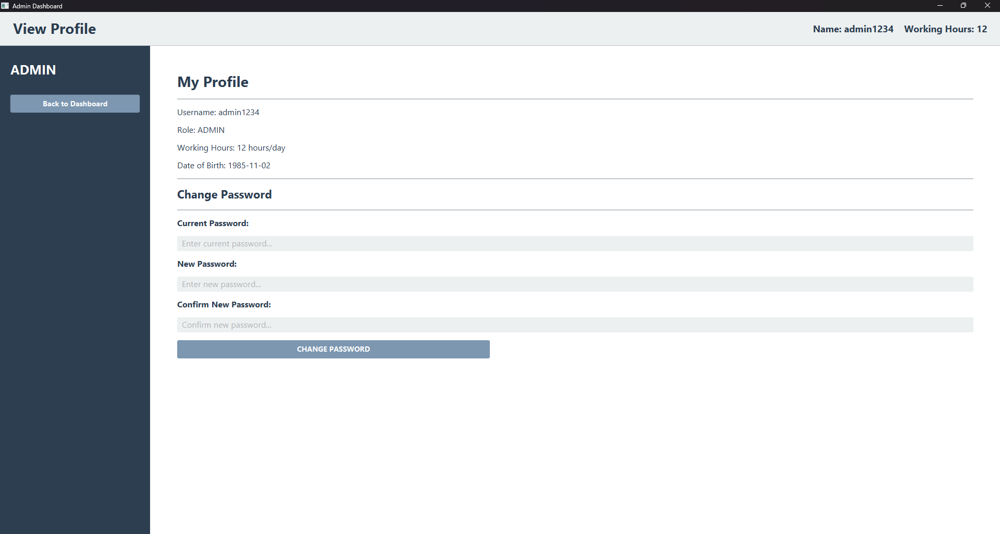 Admin Dashboard
View Profile
Name: admin1234 Working Hours: 12
ADMIN
Back to Dashboard
My Profile
Username: admin1234
Role: ADMIN
Working Hours: 12 hours/day
Date of Birth: 1985-11-02
Change Password
Current Password:
Enter current password...
New Password:
Enter new password...
Confirm New Password:
Confirm new password...
CHANGE PASSWORD